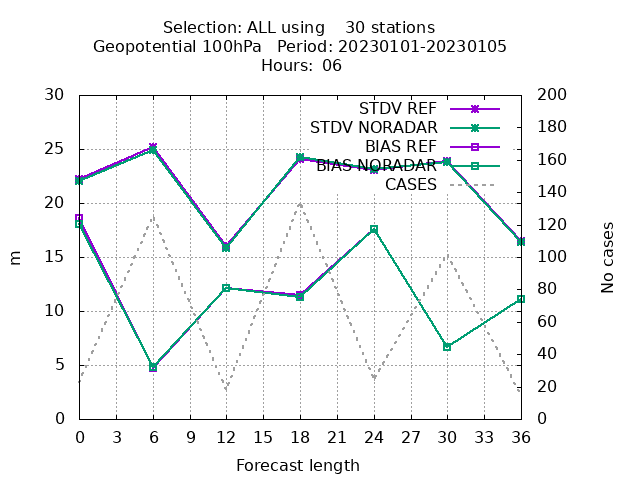 Selection: ALL using    30 stations
Geopotential 100hPa   Period: 20230101-20230105
Hours: 06
30
25
20
15
10
5
0
m
200
180
160
140
120
100
80
60
40
20
0
No cases
STDV REF
STDV NORADAR
BIAS REF
BIAS NORADAR
CASES
0 3 6 9 12 15 18 21 24 27 30 33 36
Forecast length